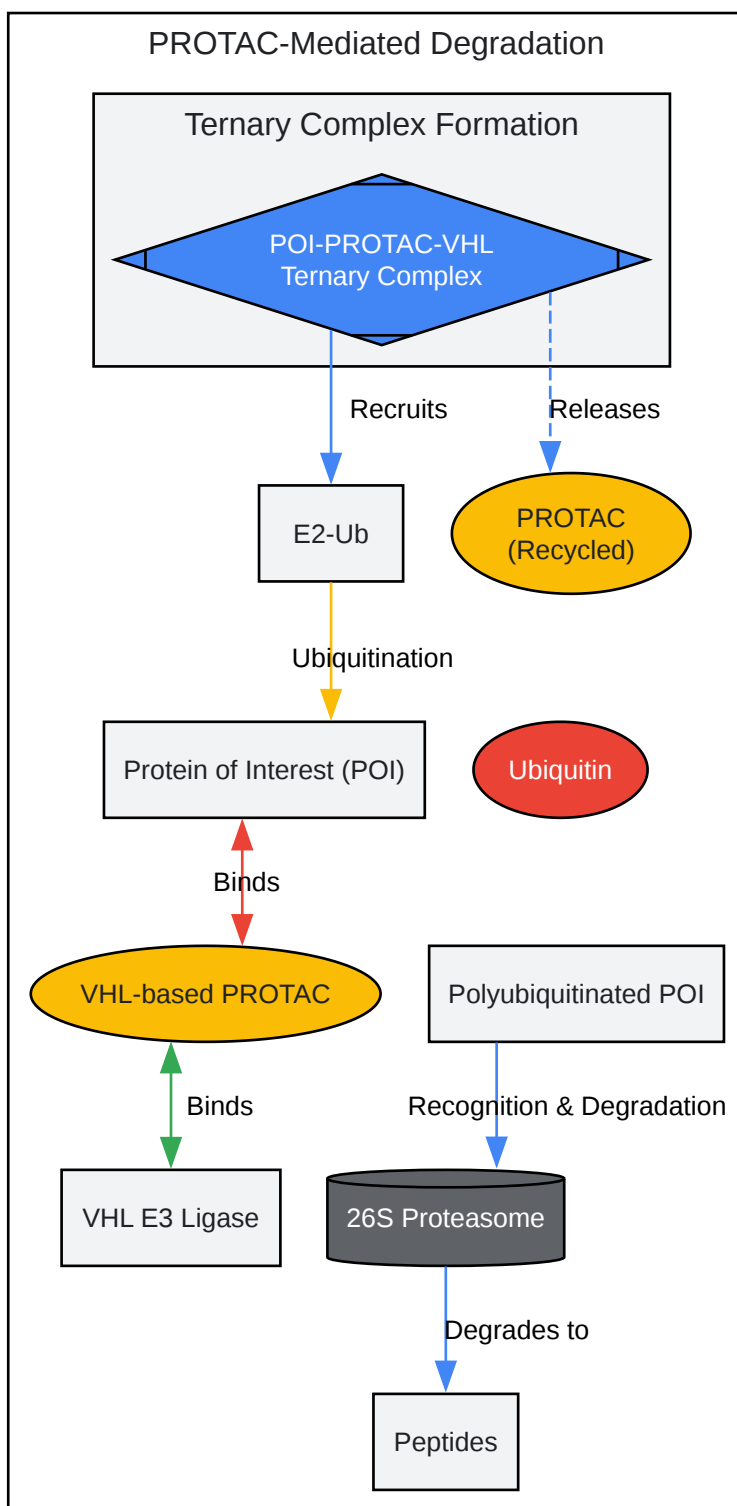 PROTAC-Mediated Degradation
Ternary Complex Formation
POI-PROTAC-VHL
Ternary Complex
Recruits
Releases
E2-Ub
PROTAC
(Recycled)
Ubiquitination
Protein of Interest (POI)
Ubiquitin
Binds
VHL-based PROTAC
Polyubiquitinated POI
Binds
Recognition & Degradation
VHL E3 Ligase
26S Proteasome
Degrades to
Peptides